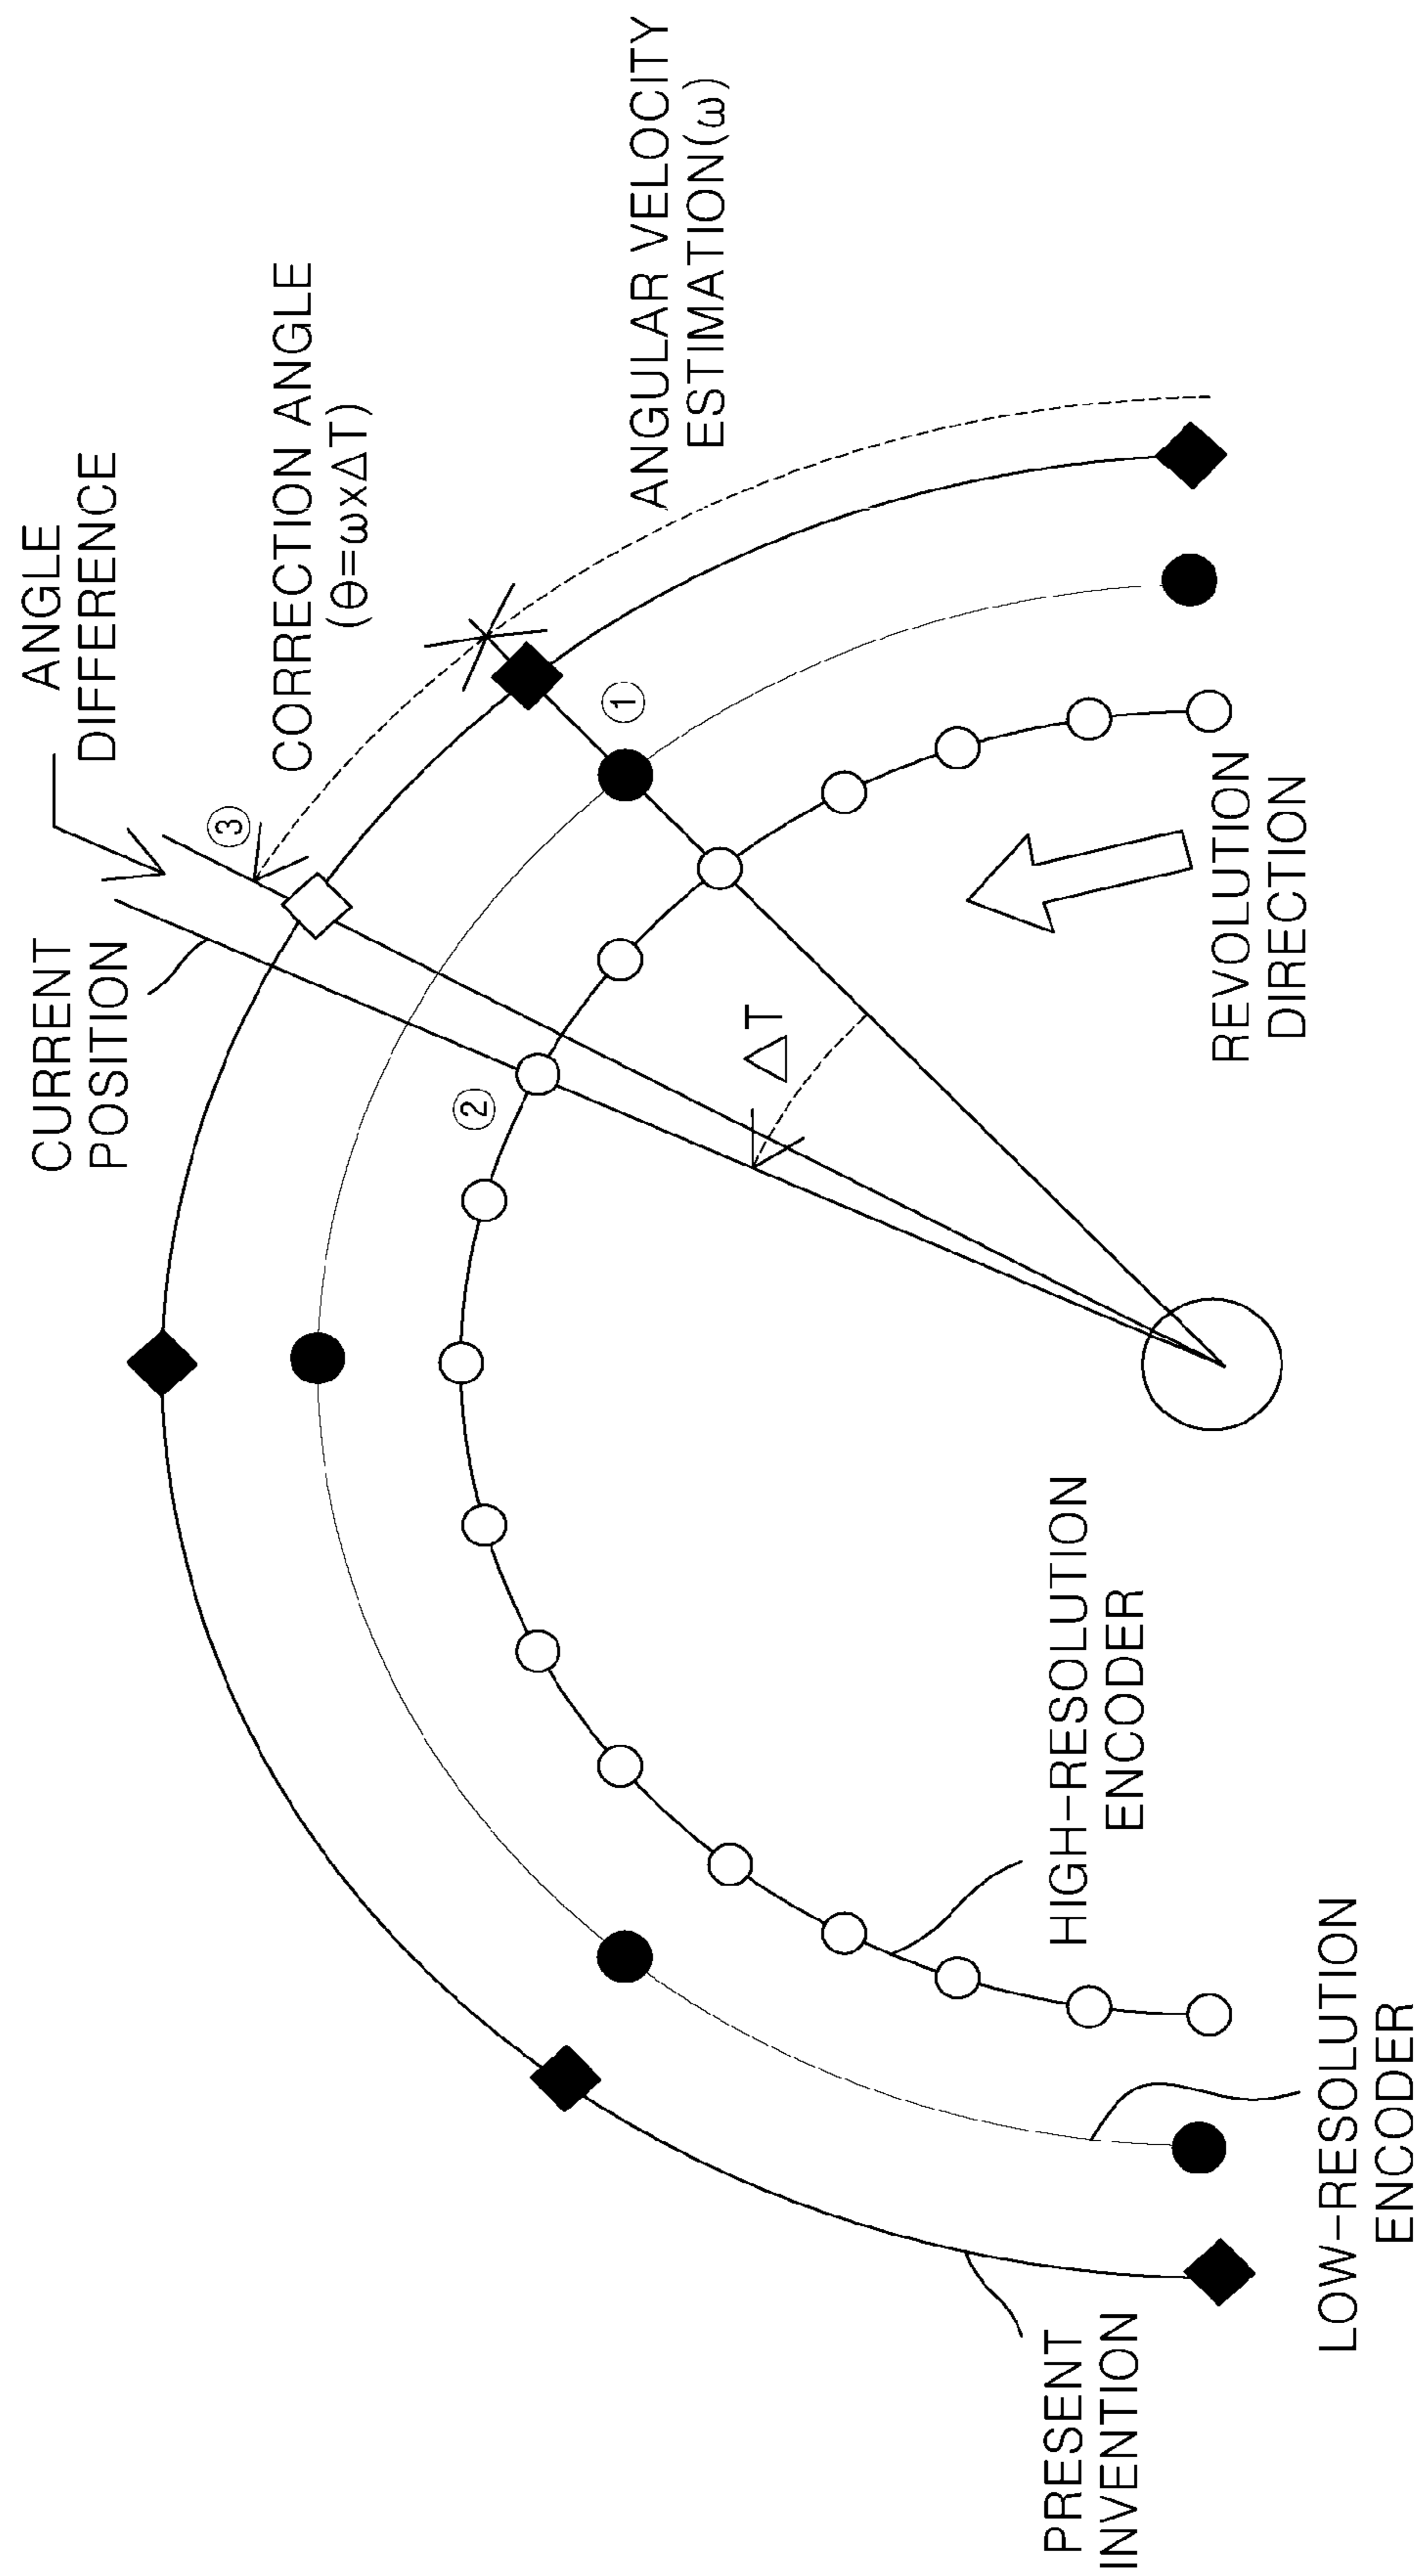 ANGLE
DIFFERENCE
CURRENT
POSITION
③
CORRECTION ANGLE
(θ=ω×ΔT)
ANGULAR VELOCITY
ESTIMATION(ω)
①
②
ΔT
REVOLUTION
DIRECTION
HIGH-RESOLUTION
ENCODER
LOW-RESOLUTION
ENCODER
PRESENT
INVENTION